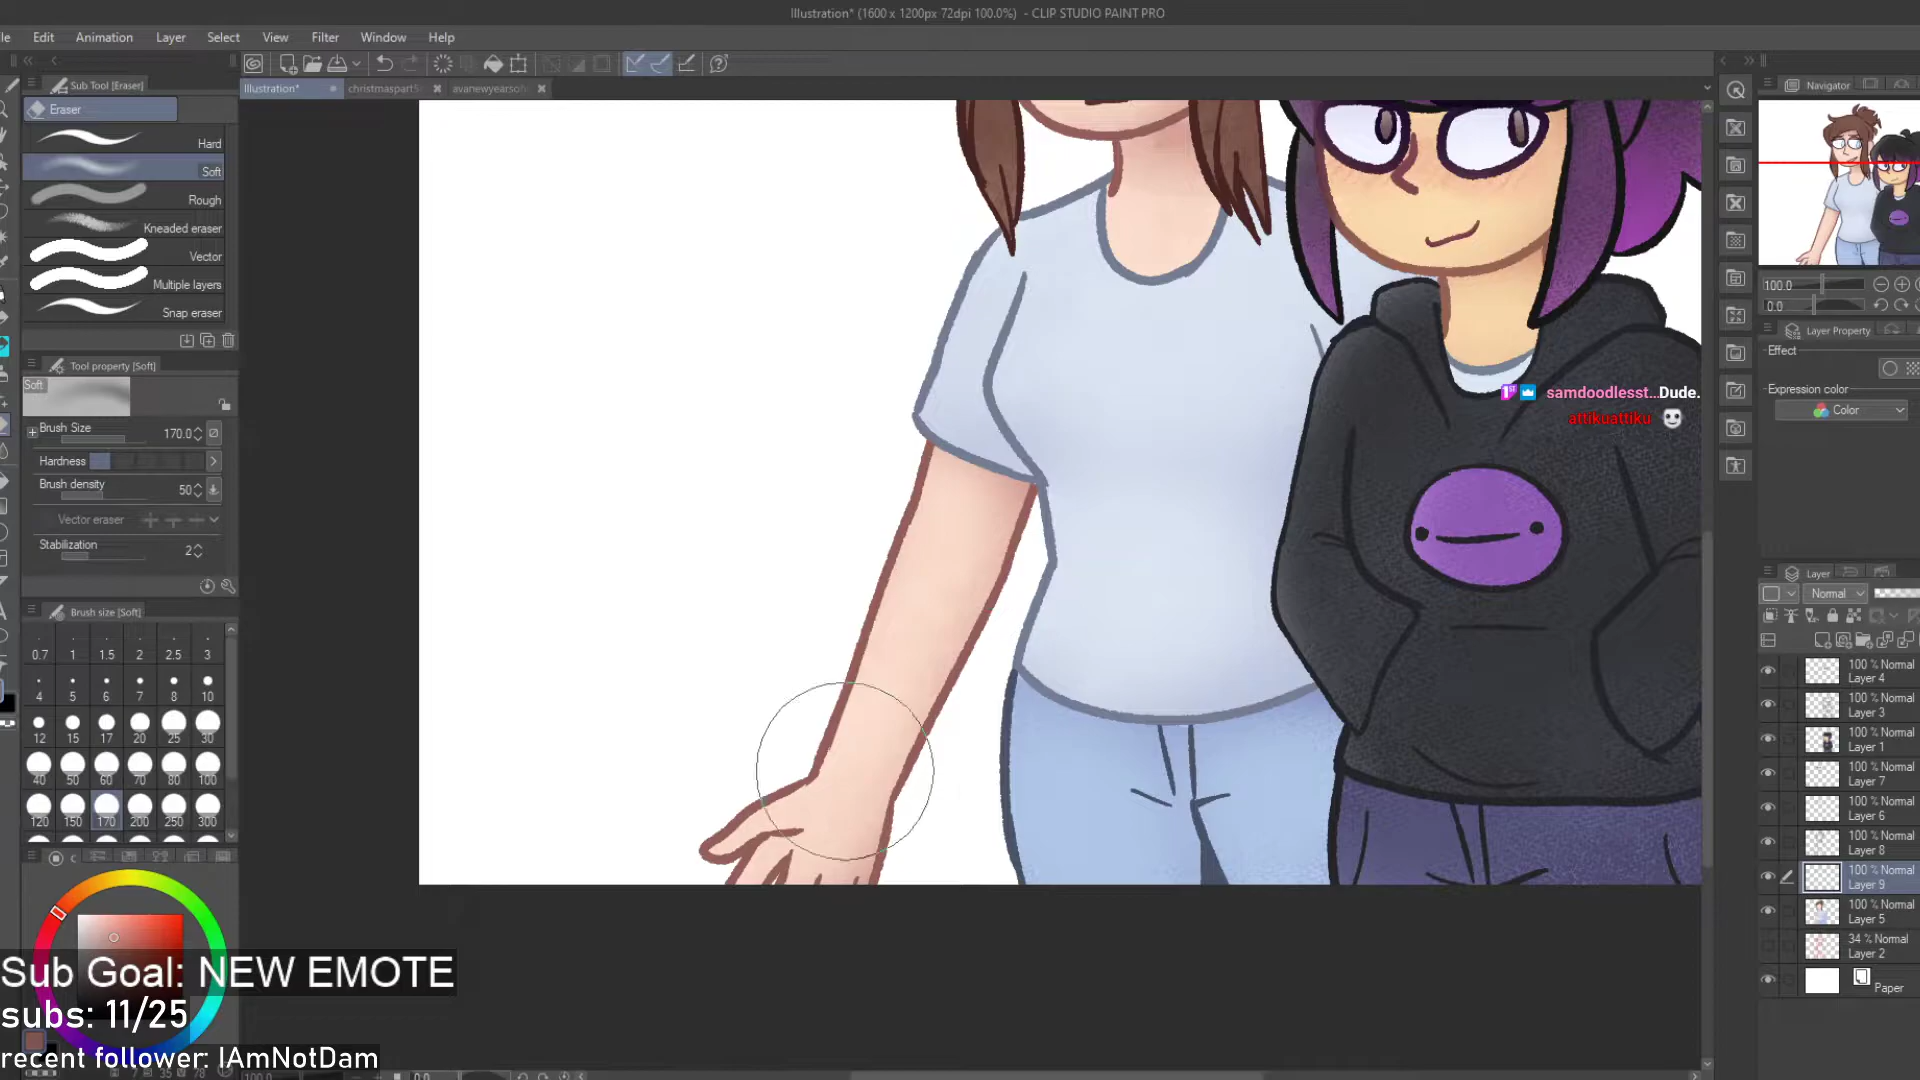 Illustration* (1600 x 1200px 72dpi 100.0%) - CLIP STUDIO PAINT PRO
le Edit Animation Layer Select View Filter Window Help
Sub Tool [Eraser]
Eraser
Hard
Soft
Rough
Kneaded eraser
Vector
Multiple layers
Snap eraser
Tool property [Soft]
Soft
Brush Size 170.0
Hardness
Brush density 50
Vector eraser
Stabilization 2
Brush size [Soft]
0.7 1 1.5 2 2.5 3
4 5 6 7 8 10
12 15 17 20 25 30
40 50 60 70 80 100
120 150 170 200 250 300
Illustration* christmaspart5 avanewyearsof
samdoodlesst...Dude.
attikuattiku
Navigator
100.0
0.0
Layer Property
Effect
Expression color
Color
Layer
Normal
100 % Normal
Layer 4
100 % Normal
Layer 3
100 % Normal
Layer 1
100 % Normal
Layer 7
100 % Normal
Layer 6
100 % Normal
Layer 8
100 % Normal
Layer 9
100 % Normal
Layer 5
34 % Normal
Layer 2
Paper
Sub Goal: NEW EMOTE
subs: 11/25
recent follower: IAmNotDam
100.0 0.0